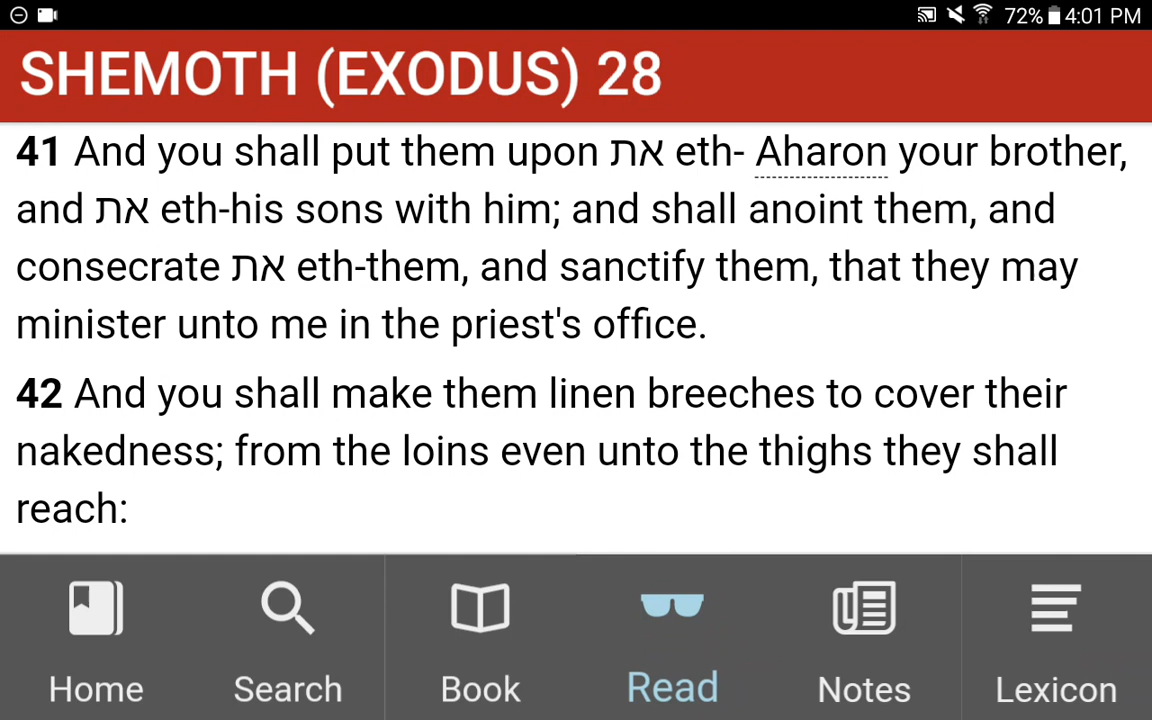 72% 4:01 PM
SHEMOTH (EXODUS) 28
41 And you shall put them upon את eth- Aharon your brother,
and את eth-his sons with him; and shall anoint them, and
consecrate את eth-them, and sanctify them, that they may
minister unto me in the priest's office.
42 And you shall make them linen breeches to cover their
nakedness; from the loins even unto the thighs they shall
reach:
Home Search Book Read Notes Lexicon